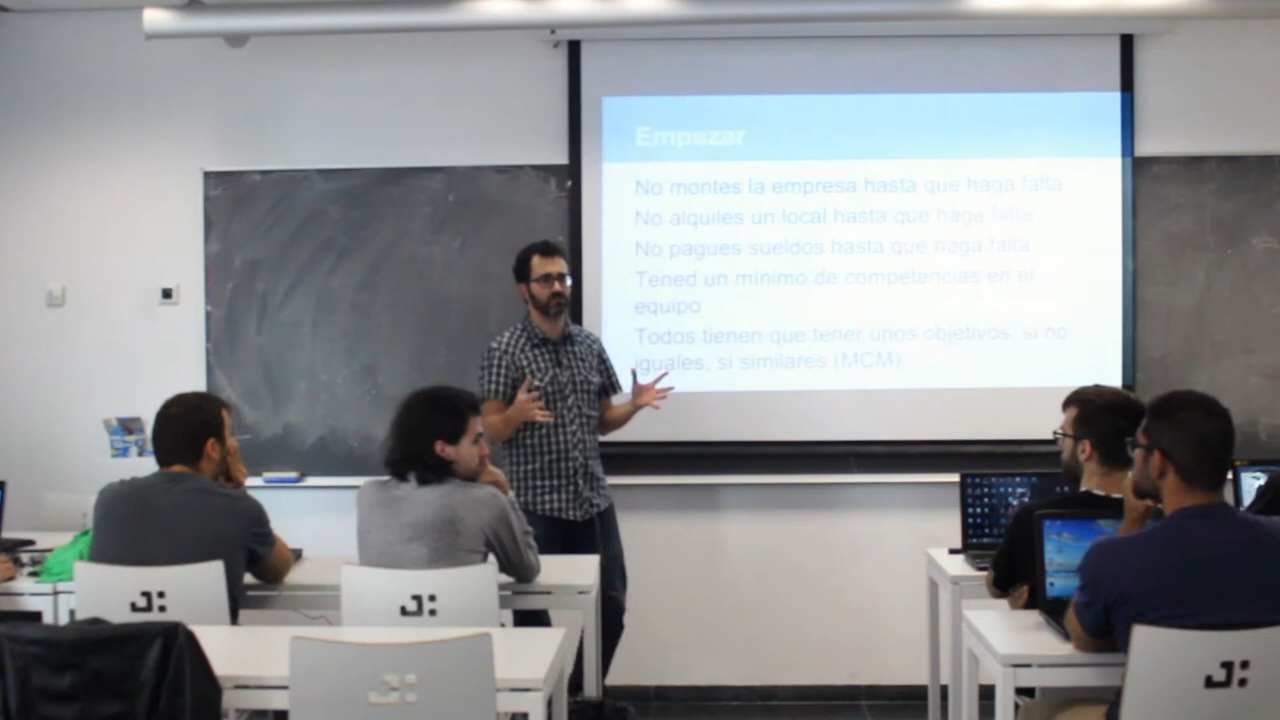 Empezar
No montes la empresa hasta que haga falta
No alquiles un local hasta que haga falta
No pagues sueldos hasta que haga falta
Tened un mínimo de competencias en el
equipo
Todos tienen que tener unos objetivos, si no
iguales, si similares (MCM)